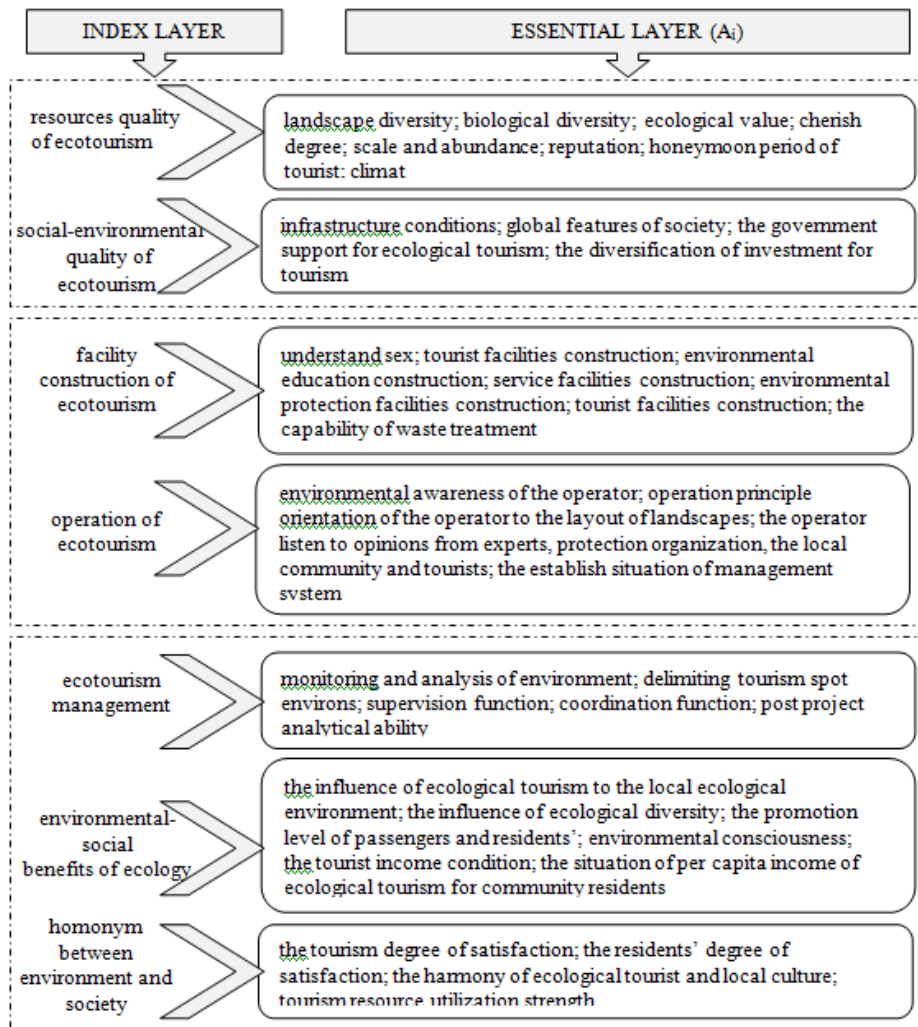 INDEX LAYER
ESSENTIAL LAYER (Ai)
resources quality
of ecotourism
landscape diversity; biological diversity; ecological value; cherish
degree; scale and abundance; reputation; honeymoon period of
tourist: climat
social-environmental
quality of
ecotourism
infrastructure conditions; global features of society; the government
support for ecological tourism; the diversification of investment for
tourism
facility
construction of
ecotourism
understand sex; tourist facilities construction; environmental
education construction; service facilities construction; environmental
protection facilities construction; tourist facilities construction; the
capability of waste treatment
operation of
ecotourism
environmental awareness of the operator; operation principle
orientation of the operator to the layout of landscapes; the operator
listen to opinions from experts, protection organization, the local
community and tourists; the establish situation of management
system
ecotourism
management
monitoring and analysis of environment; delimiting tourism spot
environs; supervision function; coordination function; post project
analytical ability
environmental-
social
benefits of ecology
the influence of ecological tourism to the local ecological
environment; the influence of ecological diversity; the promotion
level of passengers and residents’; environmental consciousness;
the tourist income condition; the situation of per capita income of
ecological tourism for community residents
homonym
between
environment and
society
the tourism degree of satisfaction; the residents’ degree of
satisfaction; the harmony of ecological tourist and local culture;
tourism resource utilization strength